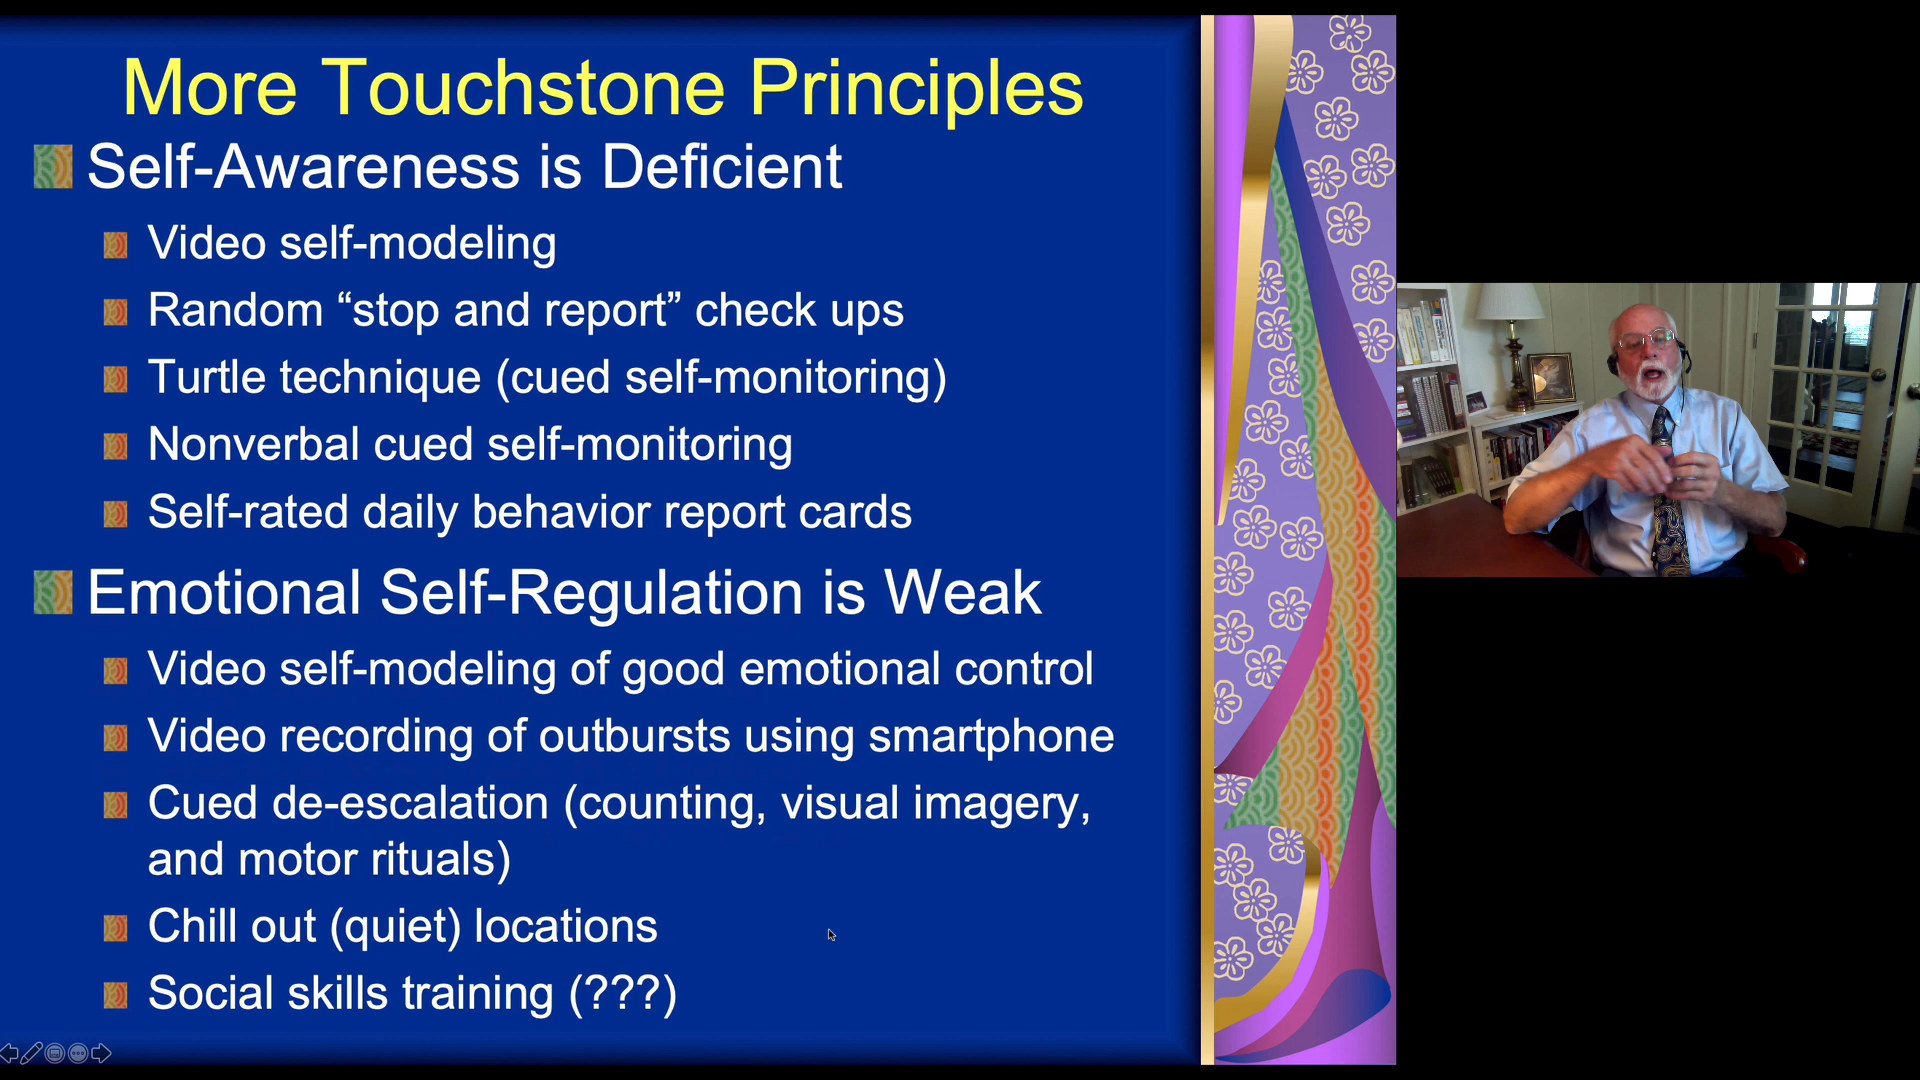 More Touchstone Principles
Self-Awareness is Deficient
Video self-modeling
Random “stop and report” check ups
Turtle technique (cued self-monitoring)
Nonverbal cued self-monitoring
Self-rated daily behavior report cards
Emotional Self-Regulation is Weak
Video self-modeling of good emotional control
Video recording of outbursts using smartphone
Cued de-escalation (counting, visual imagery,
and motor rituals)
Chill out (quiet) locations
Social skills training (???)